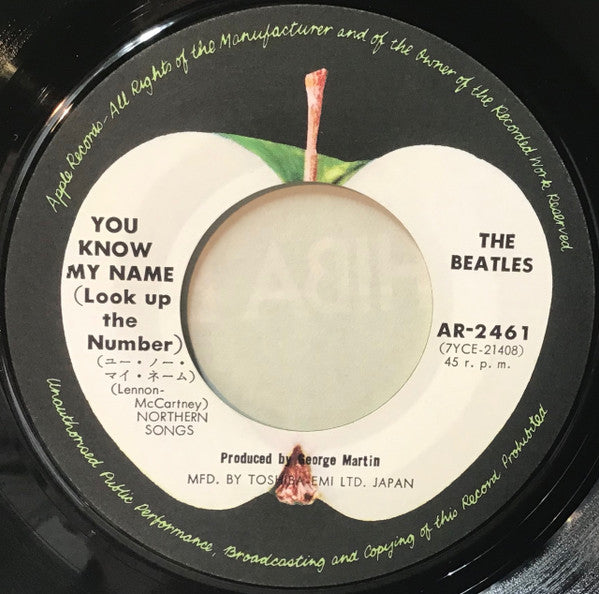 Apple Records - All Rights of the Manufacturer and of the Owner of the Recorded Work Reserved
YOU
KNOW
MY NAME
(Look up
the
Number)
(ユー・ノー・
マイ・ネーム)
(Lennon-
McCartney)
NORTHERN
SONGS
THE
BEATLES
AR-2461
(7YCE-21408)
45 r. p. m.
Produced by George Martin
MFD. BY TOSHIBA-EMI LTD. JAPAN
Unauthorised Public Performance, Broadcasting and Copying of this Record Prohibited